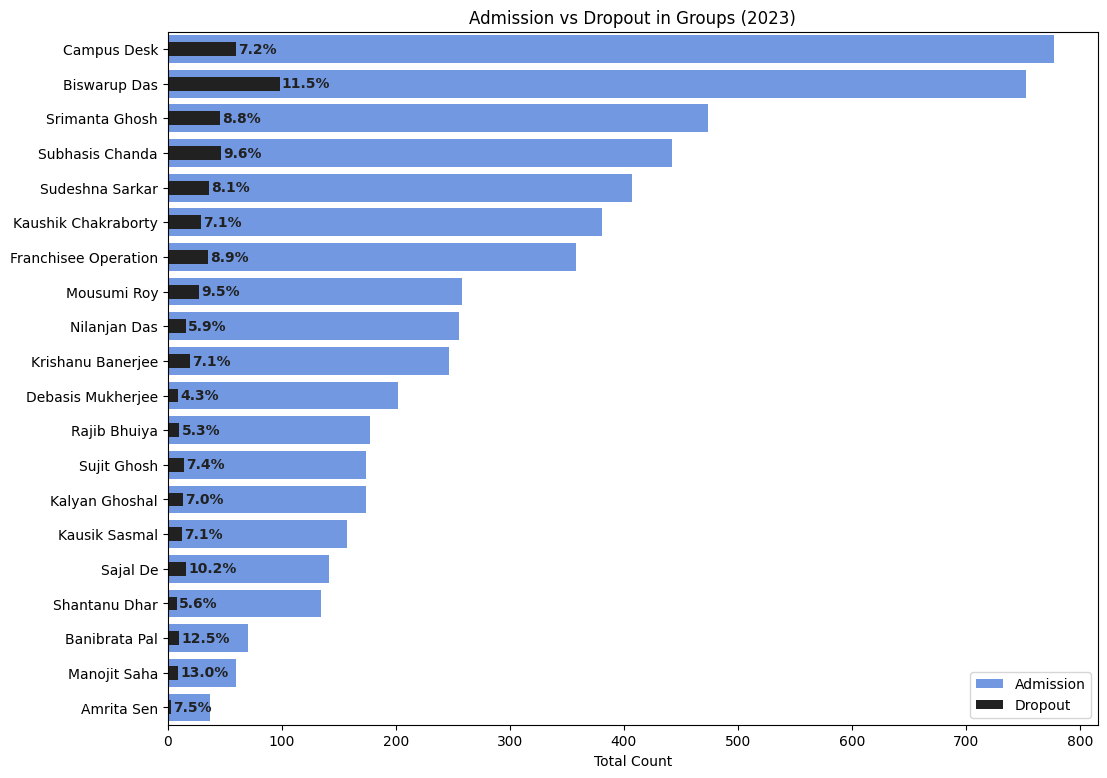 Admission vs Dropout in Groups (2023)
Campus Desk 7.2%
Biswarup Das 11.5%
Srimanta Ghosh 8.8%
Subhasis Chanda 9.6%
Sudeshna Sarkar 8.1%
Kaushik Chakraborty 7.1%
Franchisee Operation 8.9%
Mousumi Roy 9.5%
Nilanjan Das 5.9%
Krishanu Banerjee 7.1%
Debasis Mukherjee 4.3%
Rajib Bhuiya 5.3%
Sujit Ghosh 7.4%
Kalyan Ghoshal 7.0%
Kausik Sasmal 7.1%
Sajal De 10.2%
Shantanu Dhar 5.6%
Banibrata Pal 12.5%
Manojit Saha 13.0%
Amrita Sen 7.5%
Admission
Dropout
0 100 200 300 400 500 600 700 800
Total Count